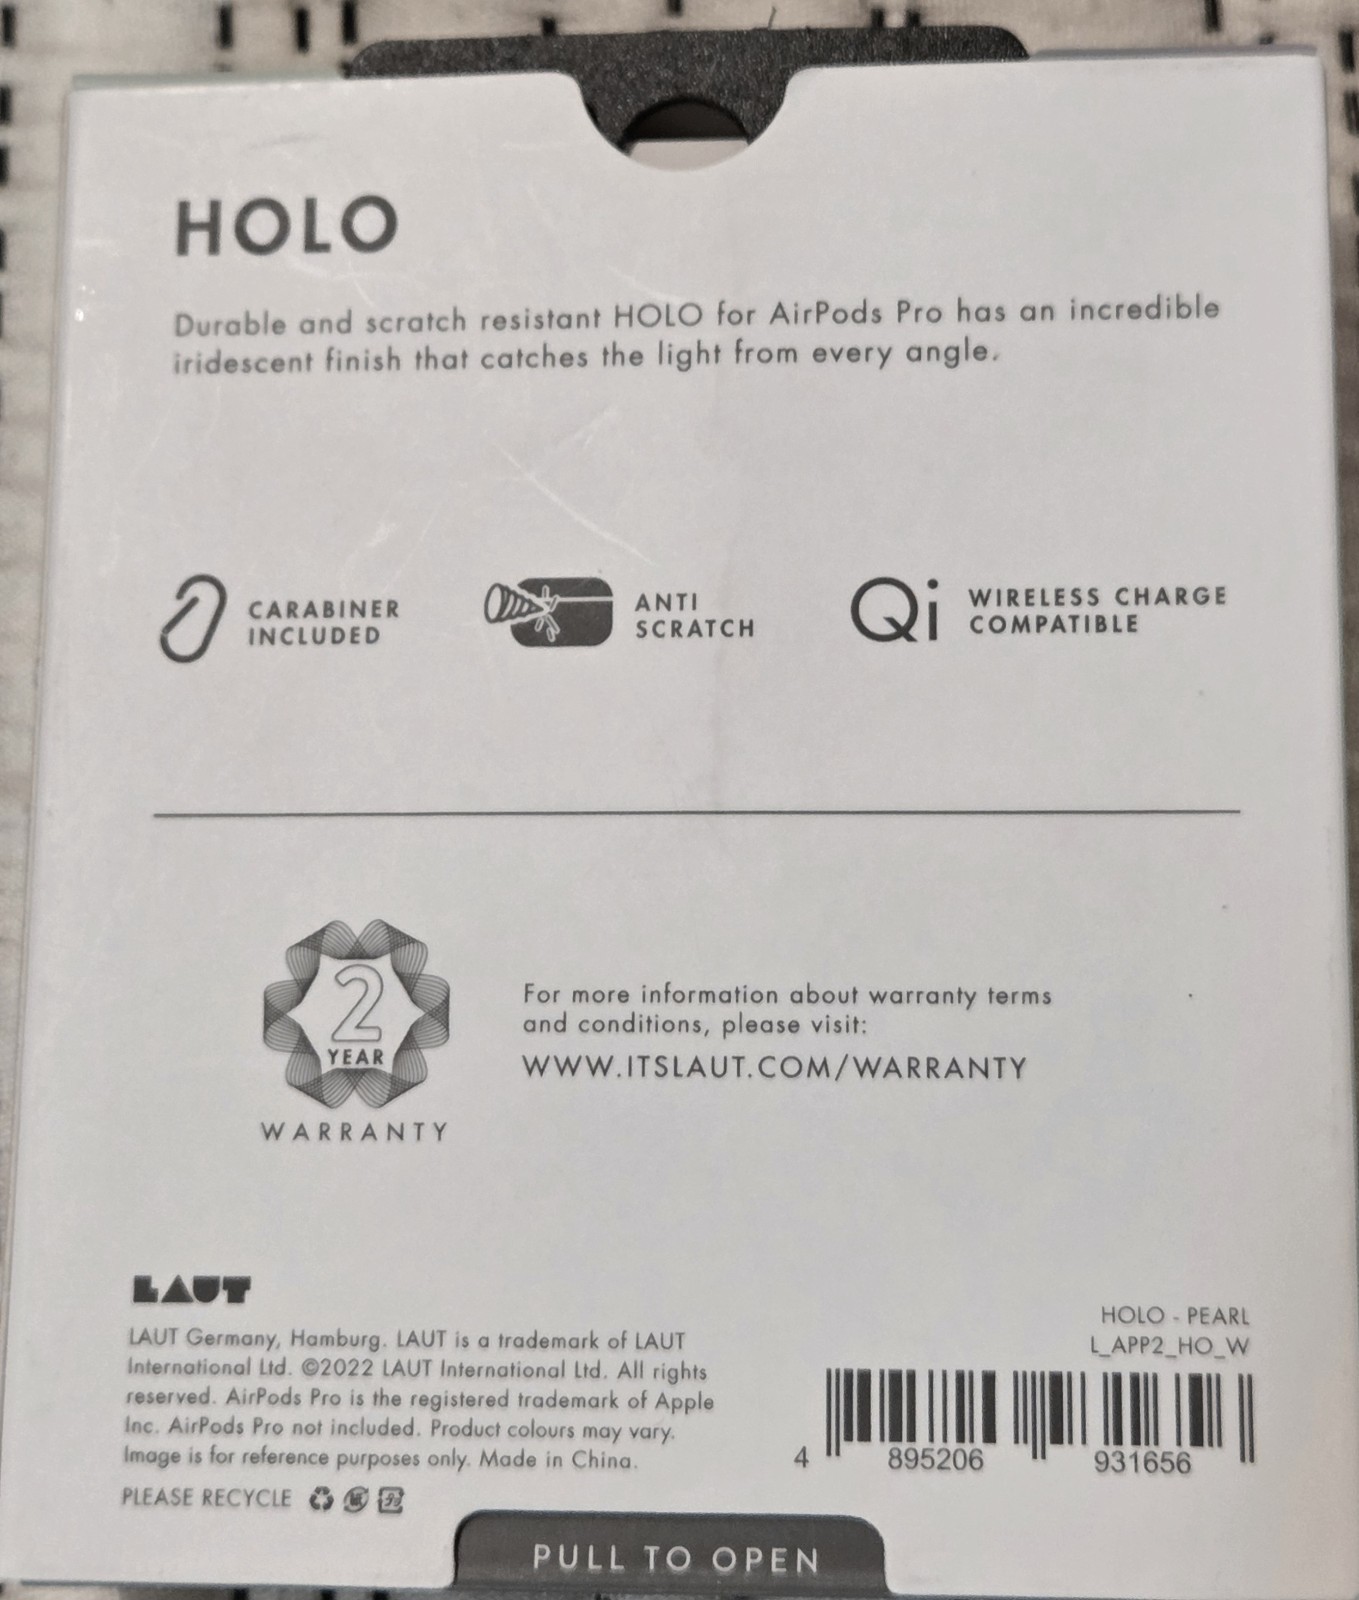 HOLO
Durable and scratch resistant HOLO for AirPods Pro has an incredible
iridescent finish that catches the light from every angle.
CARABINER
INCLUDED
ANTI
SCRATCH
Qi
WIRELESS CHARGE
COMPATIBLE
2
YEAR
WARRANTY
For more information about warranty terms
and conditions, please visit:
WWW.ITSLAUT.COM/WARRANTY
LAUT
LAUT Germany, Hamburg. LAUT is a trademark of LAUT
International Ltd. ©2022 LAUT International Ltd. All rights
reserved. AirPods Pro is the registered trademark of Apple
Inc. AirPods Pro not included. Product colours may vary.
Image is for reference purposes only. Made in China.
PLEASE RECYCLE
HOLO - PEARL
L_APP2_HO_W
4 895206 931656
PULL TO OPEN